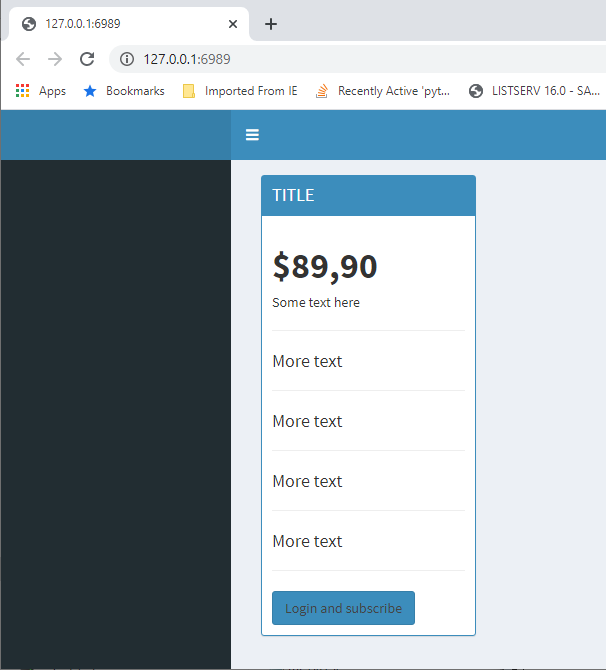 127.0.0.1:6989
127.0.0.1:6989
Apps Bookmarks Imported From IE Recently Active 'pyt... LISTSERV 16.0 - SA...
TITLE
$89,90
Some text here
More text
More text
More text
More text
Login and subscribe